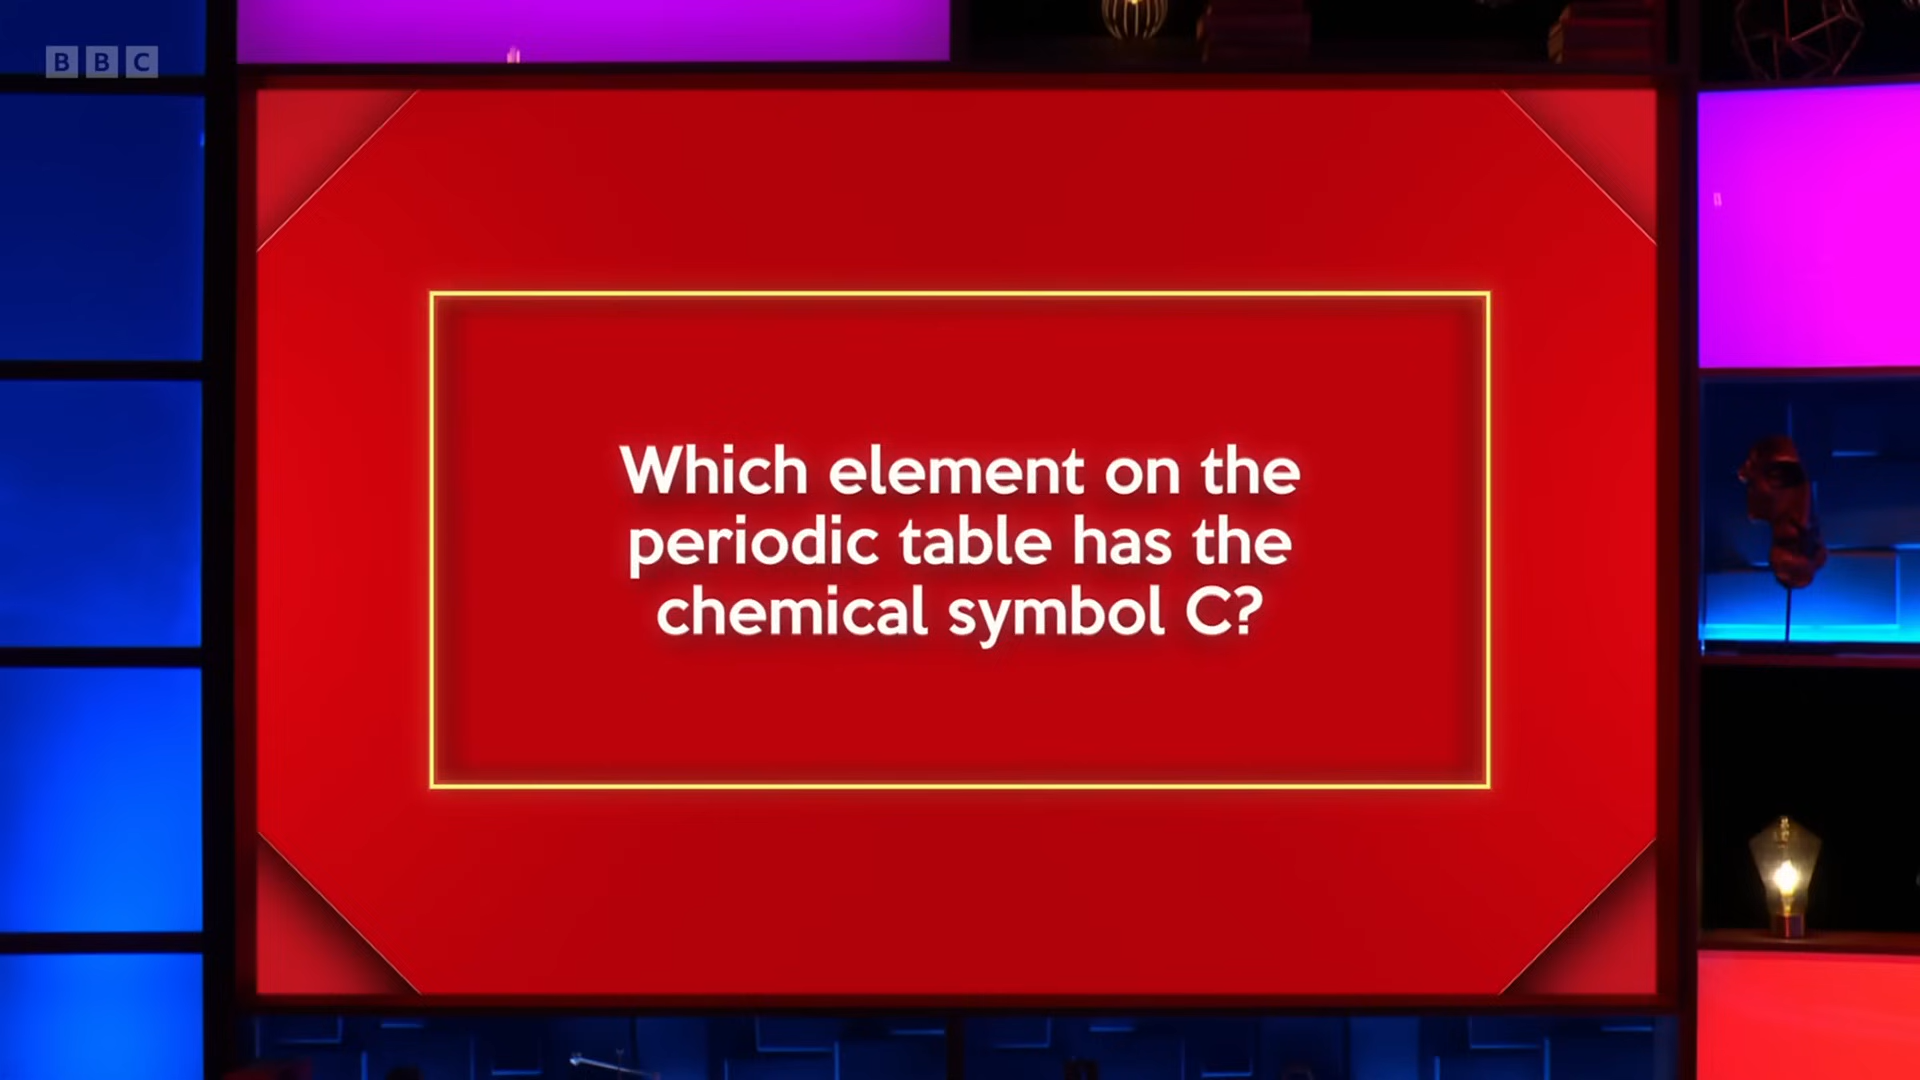 BBC
Which element on the
periodic table has the
chemical symbol C?